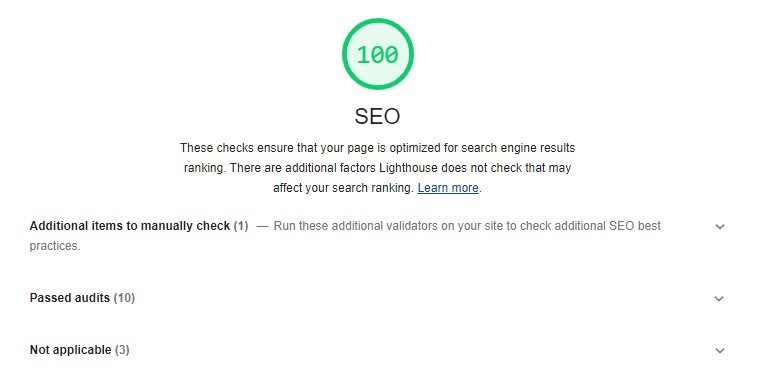 100
SEO
These checks ensure that your page is optimized for search engine results
ranking. There are additional factors Lighthouse does not check that may
affect your search ranking. Learn more.
Additional items to manually check (1) — Run these additional validators on your site to check additional SEO best
practices.
Passed audits (10)
Not applicable (3)